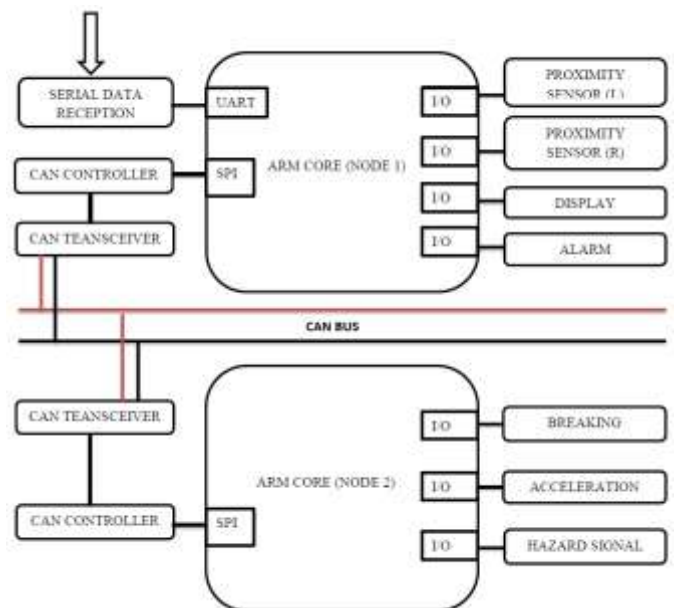 SERIAL DATA
RECEPTION
UART
CAN CONTROLLER
SPI
CAN TEANSCEIVER
ARM CORE (NODE 1)
I/O
PROXIMITY
SENSOR (L)
I/O
PROXIMITY
SENSOR (R)
I/O
DISPLAY
I/O
ALARM
CAN BUS
CAN TEANSCEIVER
CAN CONTROLLER
SPI
ARM CORE (NODE 2)
I/O
BREAKING
I/O
ACCELERATION
I/O
HAZARD SIGNAL